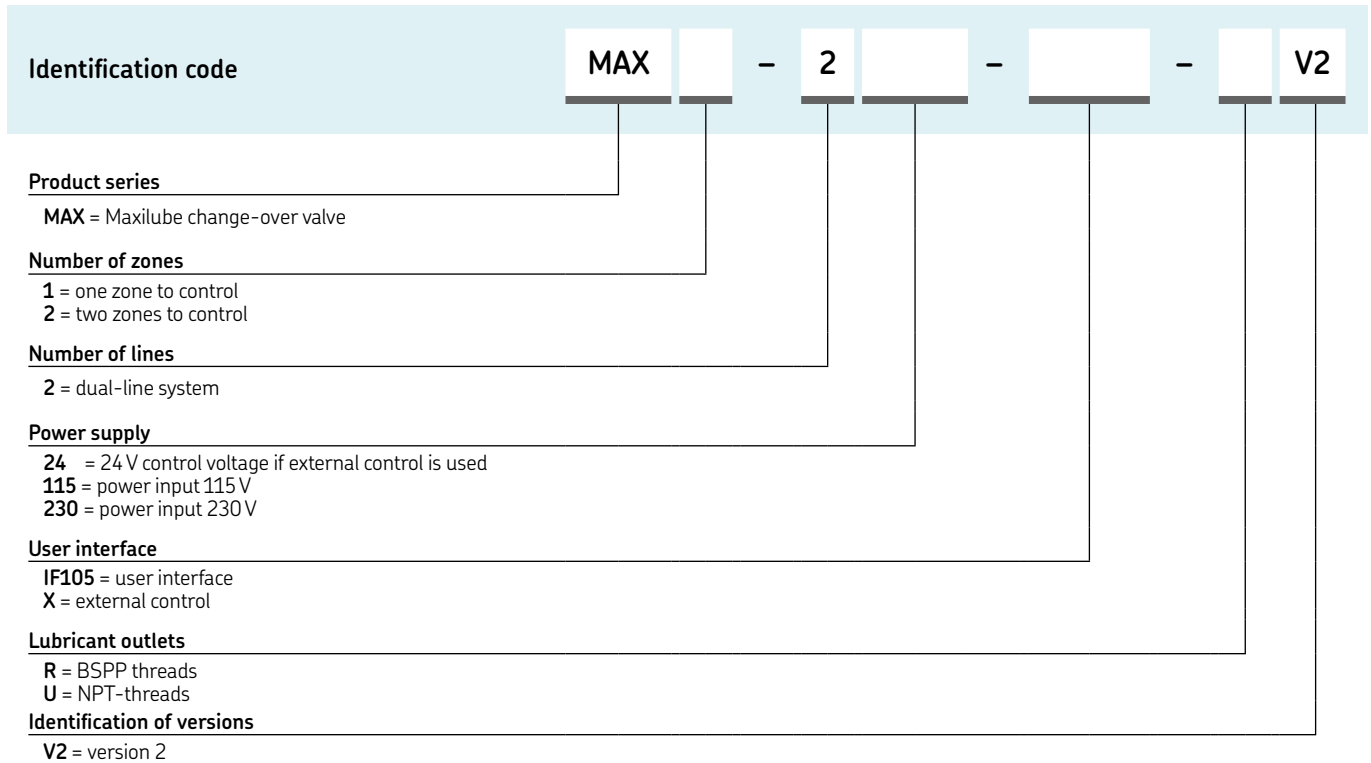 Identification code MAX – 2 – – V2
Product series
MAX = Maxilube change-over valve
Number of zones
1 = one zone to control
2 = two zones to control
Number of lines
2 = dual-line system
Power supply
24 = 24 V control voltage if external control is used
115 = power input 115 V
230 = power input 230 V
User interface
IF105 = user interface
X = external control
Lubricant outlets
R = BSPP threads
U = NPT-threads
Identification of versions
V2 = version 2